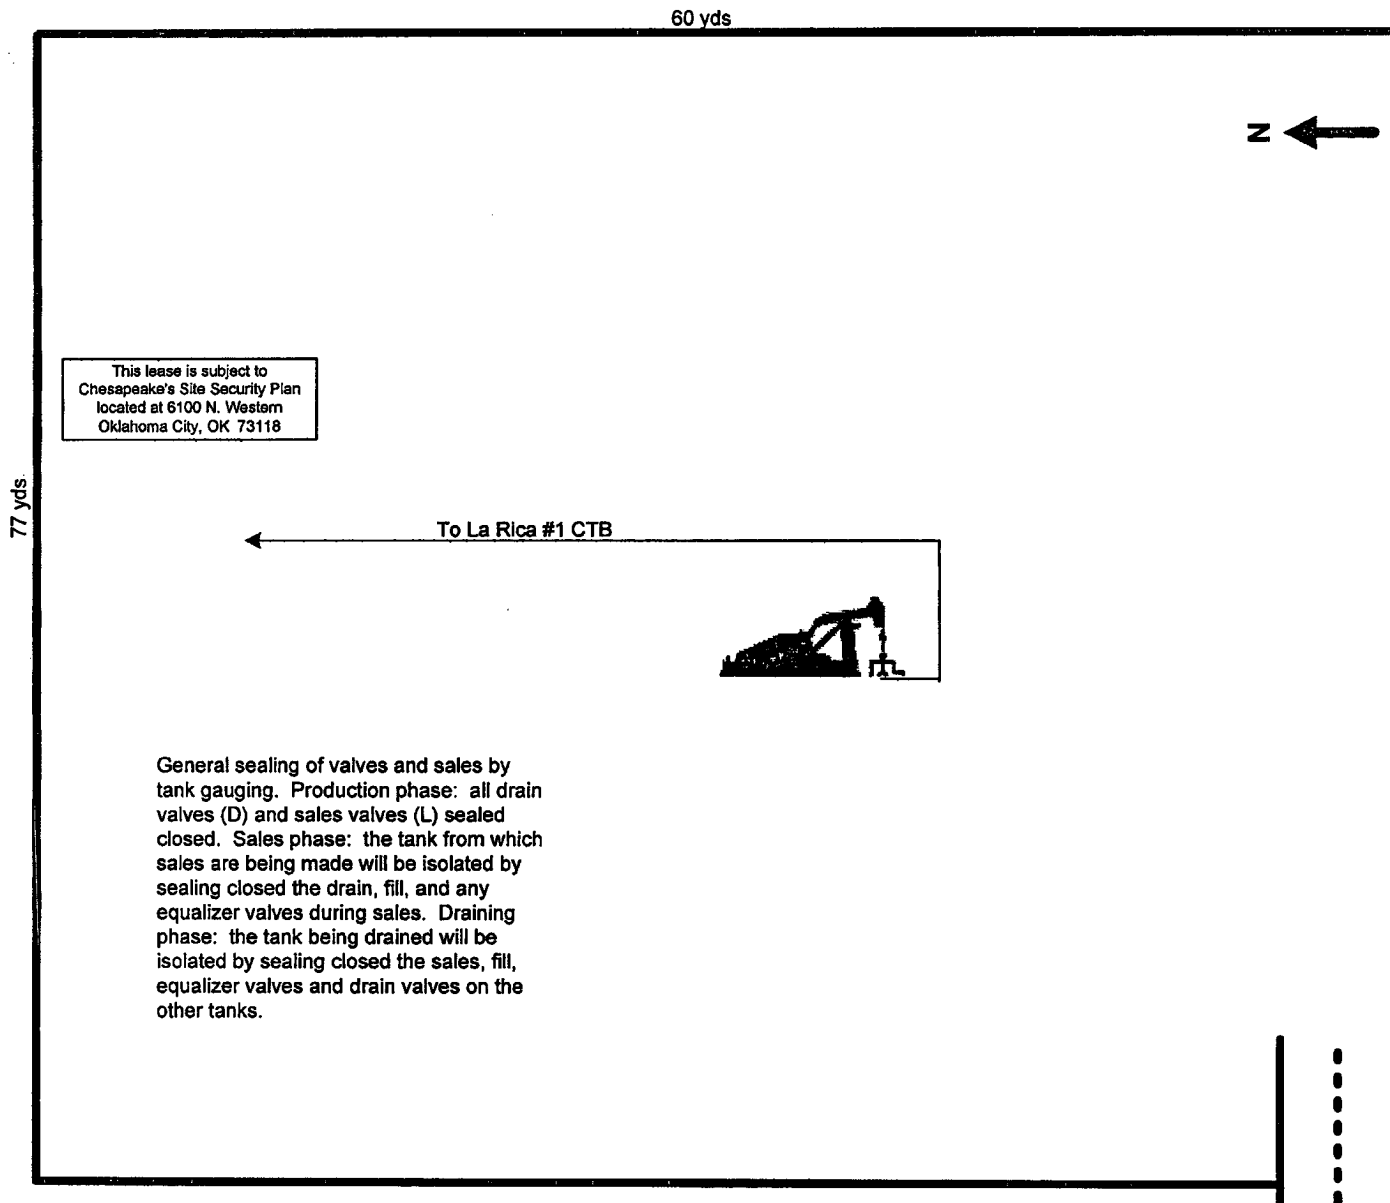 60 yds
N
This lease is subject to
Chesapeake's Site Security Plan
located at 6100 N. Western
Oklahoma City, OK 73118
77 yds
To La Rica #1 CTB
General sealing of valves and sales by
tank gauging. Production phase: all drain
valves (D) and sales valves (L) sealed
closed. Sales phase: the tank from which
sales are being made will be isolated by
sealing closed the drain, fill, and any
equalizer valves during sales. Draining
phase: the tank being drained will be
isolated by sealing closed the sales, fill,
equalizer valves and drain valves on the
other tanks.